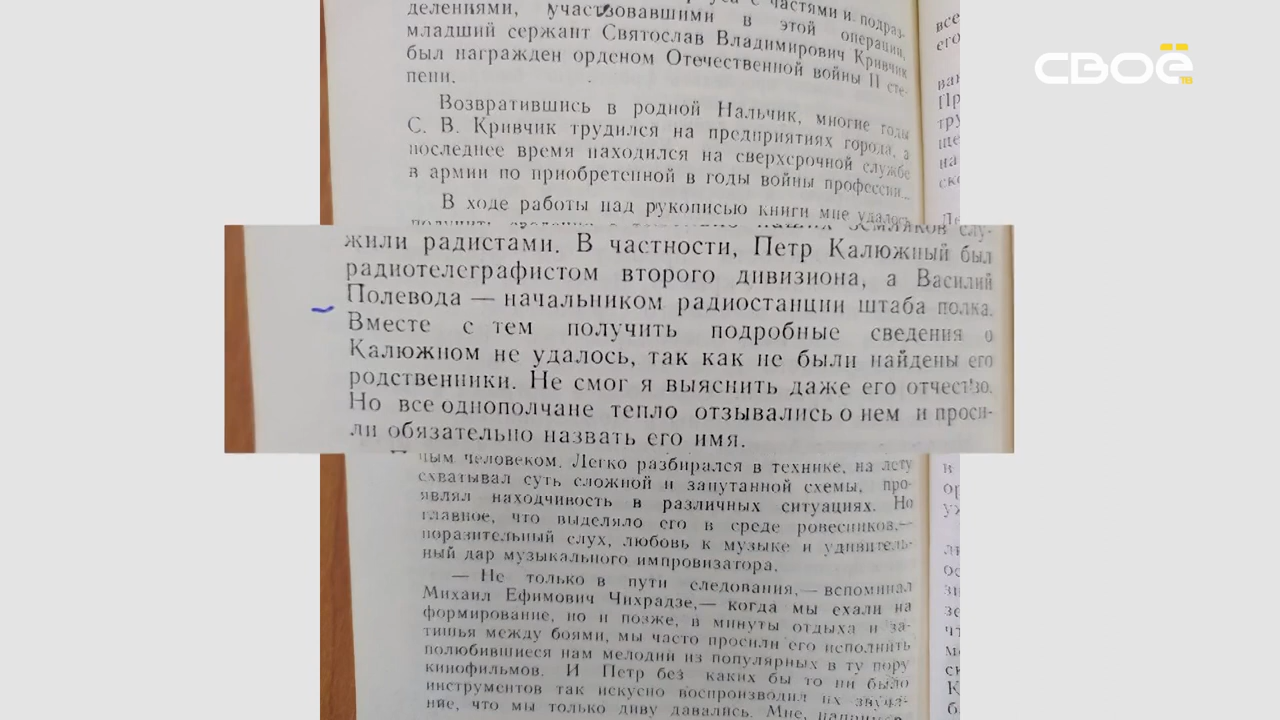 СВОЁ
ТВ
с частями и подраз-
делениями, участвовавшими в этой операции,
младший сержант Святослав Владимирович Кривчик
был награжден орденом Отечественной войны II сте-
пени.
Возвратившись в родной Нальчик, многие годы
С. В. Кривчик трудился на предприятиях города, а
последнее время находился на сверхсрочной службе
в армии по приобретенной в годы войны профессии...
В ходе работы над рукописью книги мне удалось
получить сведения о наших земляков слу-
жили радистами. В частности, Петр Калюжный был
радиотелеграфистом второго дивизиона, а Василий
Полевода — начальником радиостанции штаба полка.
Вместе с тем получить подробные сведения о
Калюжном не удалось, так как не были найдены его
родственники. Не смог я выяснить даже его отчество.
Но все однополчане тепло отзывались о нем и проси-
ли обязательно назвать его имя.
ным человеком. Легко разбирался в технике, на лету
схватывал суть сложной и запутанной схемы, про-
являл находчивость в различных ситуациях. Но
главное, что выделяло его в среде ровесников,—
поразительный слух, любовь к музыке и удивитель-
ный дар музыкального импровизатора.
— Не только в пути следования,— вспоминал
Михаил Ефимович Чихрадзе,— когда мы ехали на
формирование, но и позже, в минуты отдыха и за-
тишья между боями, мы часто просили его исполнить
полюбившиеся нам мелодии из популярных в ту пору
кинофильмов. И Петр без каких бы то ни было
инструментов так искусно воспроизводил их звуча-
ние, что мы только диву давались. Мне,